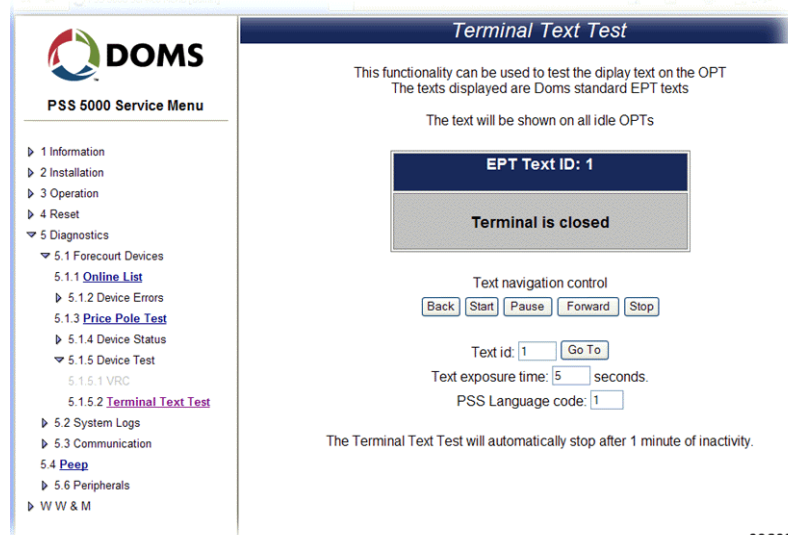 DOMS
PSS 5000 Service Menu
1 Information
2 Installation
3 Operation
4 Reset
5 Diagnostics
5.1 Forecourt Devices
5.1.1 Online List
5.1.2 Device Errors
5.1.3 Price Pole Test
5.1.4 Device Status
5.1.5 Device Test
5.1.5.1 VRC
5.1.5.2 Terminal Text Test
5.2 System Logs
5.3 Communication
5.4 Peep
5.6 Peripherals
W W & M
Terminal Text Test
This functionality can be used to test the diplay text on the OPT
The texts displayed are Doms standard EPT texts
The text will be shown on all idle OPTs
EPT Text ID: 1
Terminal is closed
Text navigation control
Back Start Pause Forward Stop
Text id: 1 Go To
Text exposure time: 5 seconds.
PSS Language code: 1
The Terminal Text Test will automatically stop after 1 minute of inactivity.